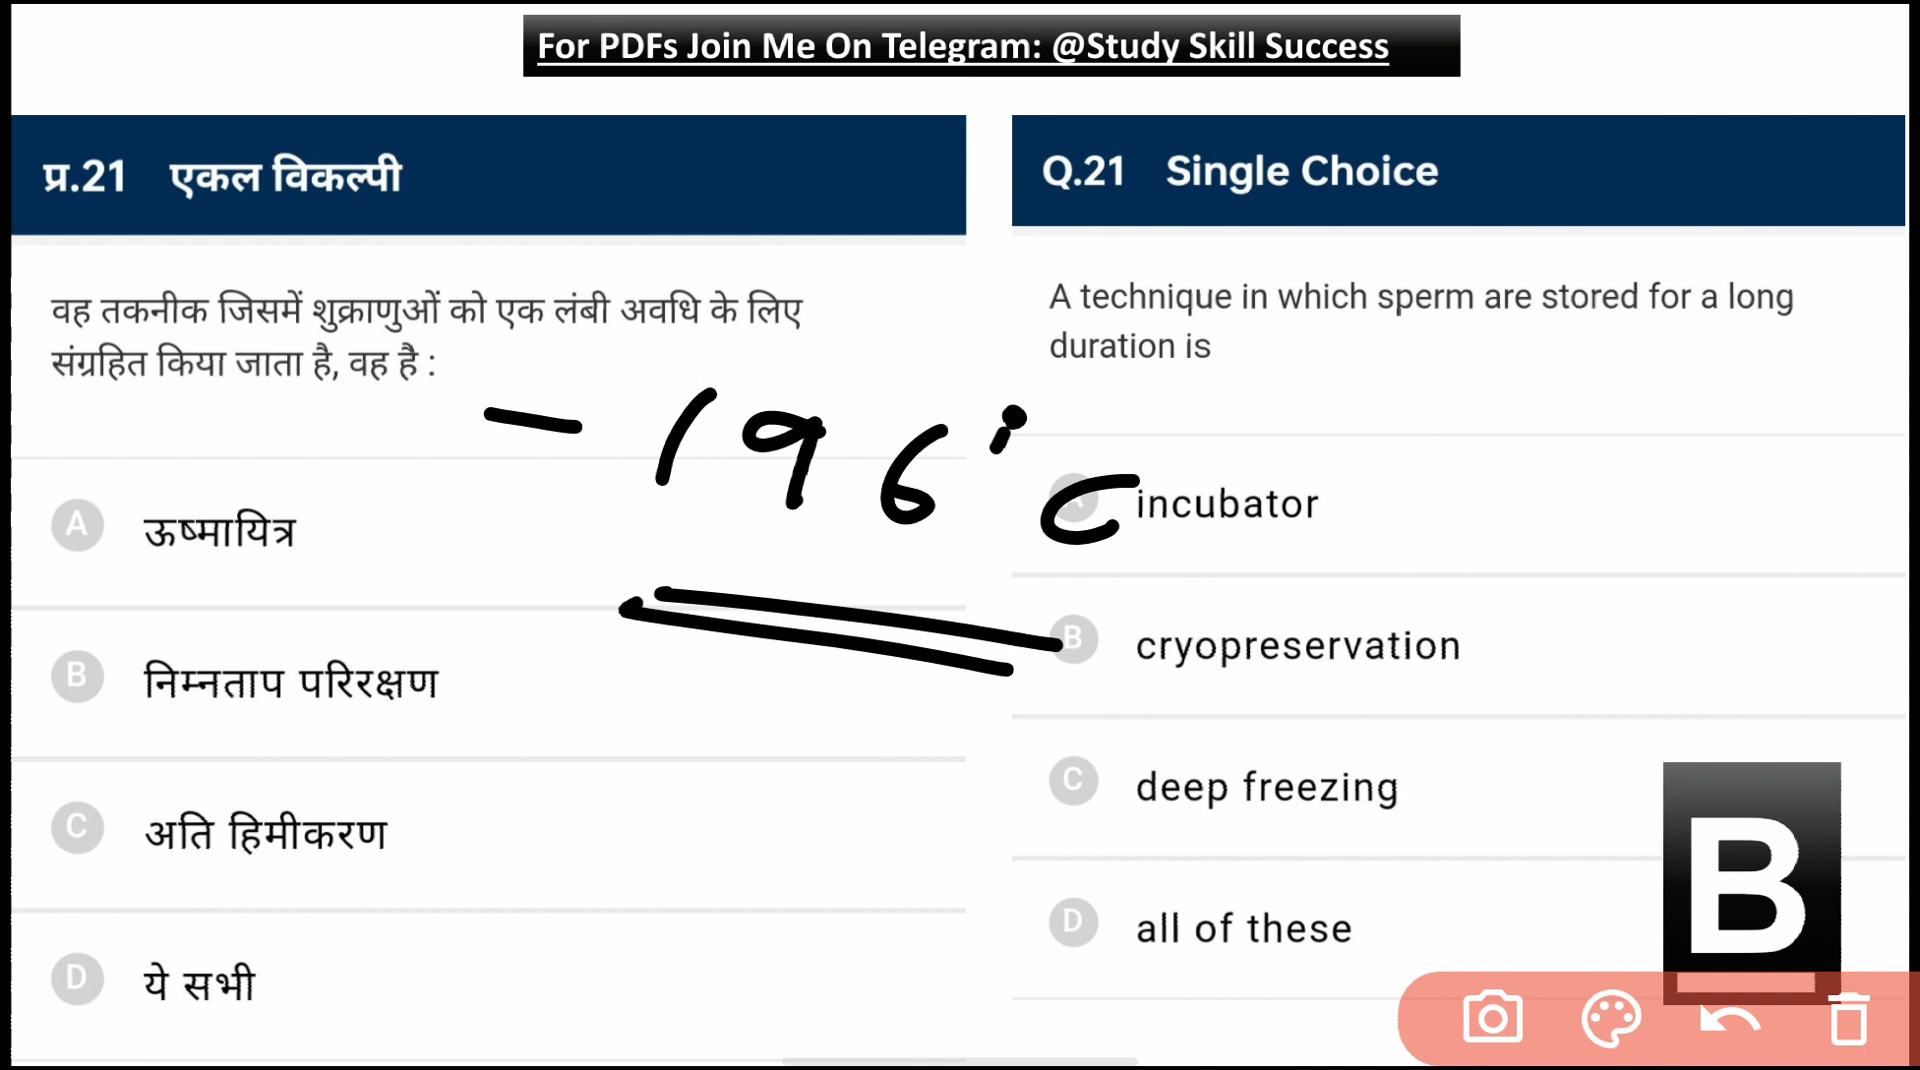 For PDFs Join Me On Telegram: @Study Skill Success
प्र.21 एकल विकल्पी
वह तकनीक जिसमें शुक्राणुओं को एक लंबी अवधि के लिए
संग्रहित किया जाता है, वह है :
A ऊष्मायित्र
B निम्नताप परिरक्षण
C अति हिमीकरण
D ये सभी
Q.21 Single Choice
A technique in which sperm are stored for a long
duration is
-196°C
A incubator
B cryopreservation
C deep freezing
D all of these
B